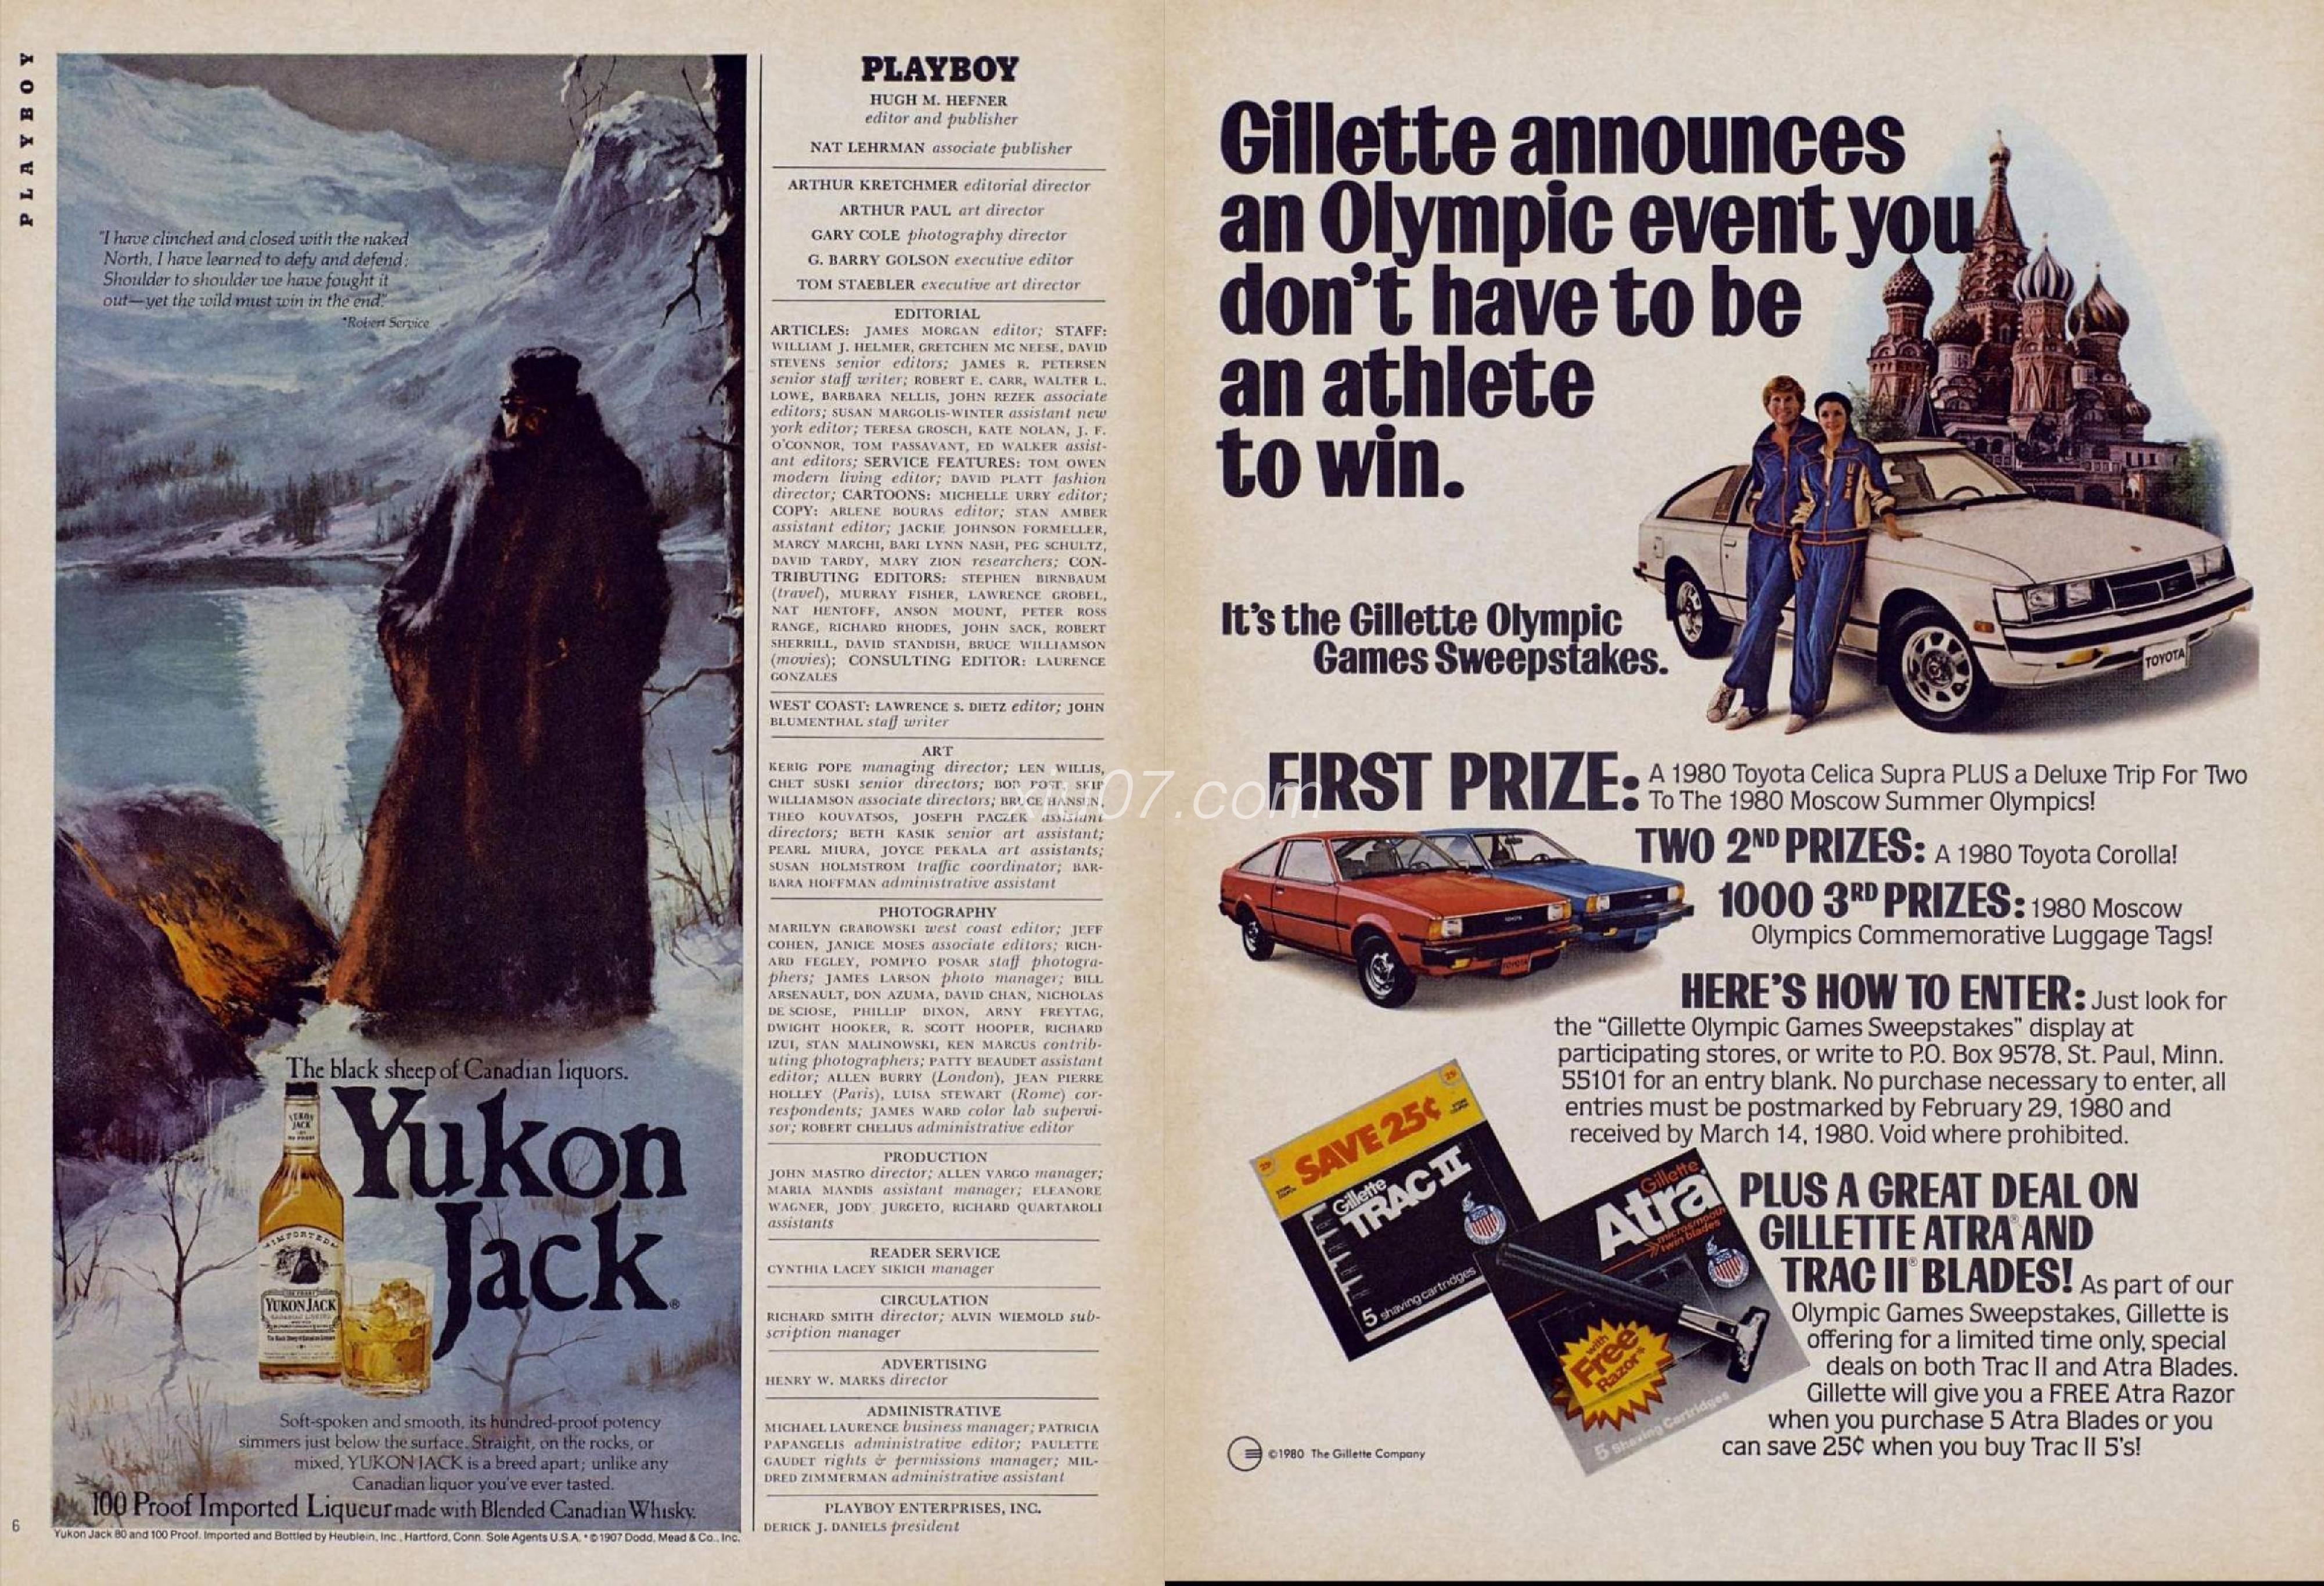 PLAYBOY
"I have clinched and closed with the naked
North, I have learned to defy and defend;
Shoulder to shoulder we have fought it
out—yet the wild must win in the end."
*Robert Service
The black sheep of Canadian liquors.
Yukon
Jack®
YUKON
JACK
IMPORTED
YUKON JACK
Soft-spoken and smooth, its hundred-proof potency
simmers just below the surface. Straight, on the rocks, or
mixed, YUKON JACK is a breed apart; unlike any
Canadian liquor you've ever tasted.
100 Proof Imported Liqueur made with Blended Canadian Whisky.
Yukon Jack 80 and 100 Proof. Imported and Bottled by Heublein, Inc., Hartford, Conn. Sole Agents U.S.A. *©1907 Dodd, Mead & Co., Inc.
6
PLAYBOY
HUGH M. HEFNER
editor and publisher
NAT LEHRMAN associate publisher
ARTHUR KRETCHMER editorial director
ARTHUR PAUL art director
GARY COLE photography director
G. BARRY GOLSON executive editor
TOM STAEBLER executive art director
EDITORIAL
ARTICLES: JAMES MORGAN editor; STAFF:
WILLIAM J. HELMER, GRETCHEN MC NEESE, DAVID
STEVENS senior editors; JAMES R. PETERSEN
senior staff writer; ROBERT E. CARR, WALTER L.
LOWE, BARBARA NELLIS, JOHN REZEK associate
editors; SUSAN MARGOLIS-WINTER assistant new
york editor; TERESA GROSCH, KATE NOLAN, J. F.
O'CONNOR, TOM PASSAVANT, ED WALKER assist-
ant editors; SERVICE FEATURES: TOM OWEN
modern living editor; DAVID PLATT fashion
director; CARTOONS: MICHELLE URRY editor;
COPY: ARLENE BOURAS editor; STAN AMBER
assistant editor; JACKIE JOHNSON FORMELLER,
MARCY MARCHI, BARI LYNN NASH, PEG SCHULTZ,
DAVID TARDY, MARY ZION researchers; CON-
TRIBUTING EDITORS: STEPHEN BIRNBAUM
(travel), MURRAY FISHER, LAWRENCE GROBEL,
NAT HENTOFF, ANSON MOUNT, PETER ROSS
RANGE, RICHARD RHODES, JOHN SACK, ROBERT
SHERRILL, DAVID STANDISH, BRUCE WILLIAMSON
(movies); CONSULTING EDITOR: LAURENCE
GONZALES
WEST COAST: LAWRENCE S. DIETZ editor; JOHN
BLUMENTHAL staff writer
ART
KERIG POPE managing director; LEN WILLIS,
CHET SUSKI senior directors; BOB POST, SKIP
WILLIAMSON associate directors; BRUCE HANSEN,
THEO KOUVATSOS, JOSEPH PACZEK assistant
directors; BETH KASIK senior art assistant;
PEARL MIURA, JOYCE PEKALA art assistants;
SUSAN HOLMSTROM traffic coordinator; BAR-
BARA HOFFMAN administrative assistant
PHOTOGRAPHY
MARILYN GRABOWSKI west coast editor; JEFF
COHEN, JANICE MOSES associate editors; RICH-
ARD FEGLEY, POMPEO POSAR staff photogra-
phers; JAMES LARSON photo manager; BILL
ARSENAULT, DON AZUMA, DAVID CHAN, NICHOLAS
DE SCIOSE, PHILLIP DIXON, ARNY FREYTAG,
DWIGHT HOOKER, R. SCOTT HOOPER, RICHARD
IZUI, STAN MALINOWSKI, KEN MARCUS contrib-
uting photographers; PATTY BEAUDET assistant
editor; ALLEN BURRY (London), JEAN PIERRE
HOLLEY (Paris), LUISA STEWART (Rome) cor-
respondents; JAMES WARD color lab supervi-
sor; ROBERT CHELIUS administrative editor
PRODUCTION
JOHN MASTRO director; ALLEN VARGO manager;
MARIA MANDIS assistant manager; ELEANORE
WAGNER, JODY JURGETO, RICHARD QUARTAROLI
assistants
READER SERVICE
CYNTHIA LACEY SIKICH manager
CIRCULATION
RICHARD SMITH director; ALVIN WIEMOLD sub-
scription manager
ADVERTISING
HENRY W. MARKS director
ADMINISTRATIVE
MICHAEL LAURENCE business manager; PATRICIA
PAPANGELIS administrative editor; PAULETTE
GAUDET rights & permissions manager; MIL-
DRED ZIMMERMAN administrative assistant
PLAYBOY ENTERPRISES, INC.
DERICK J. DANIELS president
Gillette announces
an Olympic event you
don't have to be
an athlete
to win.
USA
TOYOTA
It's the Gillette Olympic
Games Sweepstakes.
FIRST PRIZE: A 1980 Toyota Celica Supra PLUS a Deluxe Trip For Two
To The 1980 Moscow Summer Olympics!
TWO 2ND PRIZES: A 1980 Toyota Corolla!
1000 3RD PRIZES: 1980 Moscow
Olympics Commemorative Luggage Tags!
TOYOTA
HERE'S HOW TO ENTER: Just look for
the "Gillette Olympic Games Sweepstakes" display at
participating stores, or write to P.O. Box 9578, St. Paul, Minn.
55101 for an entry blank. No purchase necessary to enter, all
entries must be postmarked by February 29, 1980 and
received by March 14, 1980. Void where prohibited.
SAVE 25¢
Gillette
TRAC II
5 shaving cartridges
Gillette
Atra
microsmooth
twin blades
with
Free
Razor*
5 Shaving Cartridges
PLUS A GREAT DEAL ON
GILLETTE ATRA® AND
TRAC II® BLADES! As part of our
Olympic Games Sweepstakes, Gillette is
offering for a limited time only, special
deals on both Trac II and Atra Blades.
Gillette will give you a FREE Atra Razor
when you purchase 5 Atra Blades or you
can save 25¢ when you buy Trac II 5's!
©1980 The Gillette Company